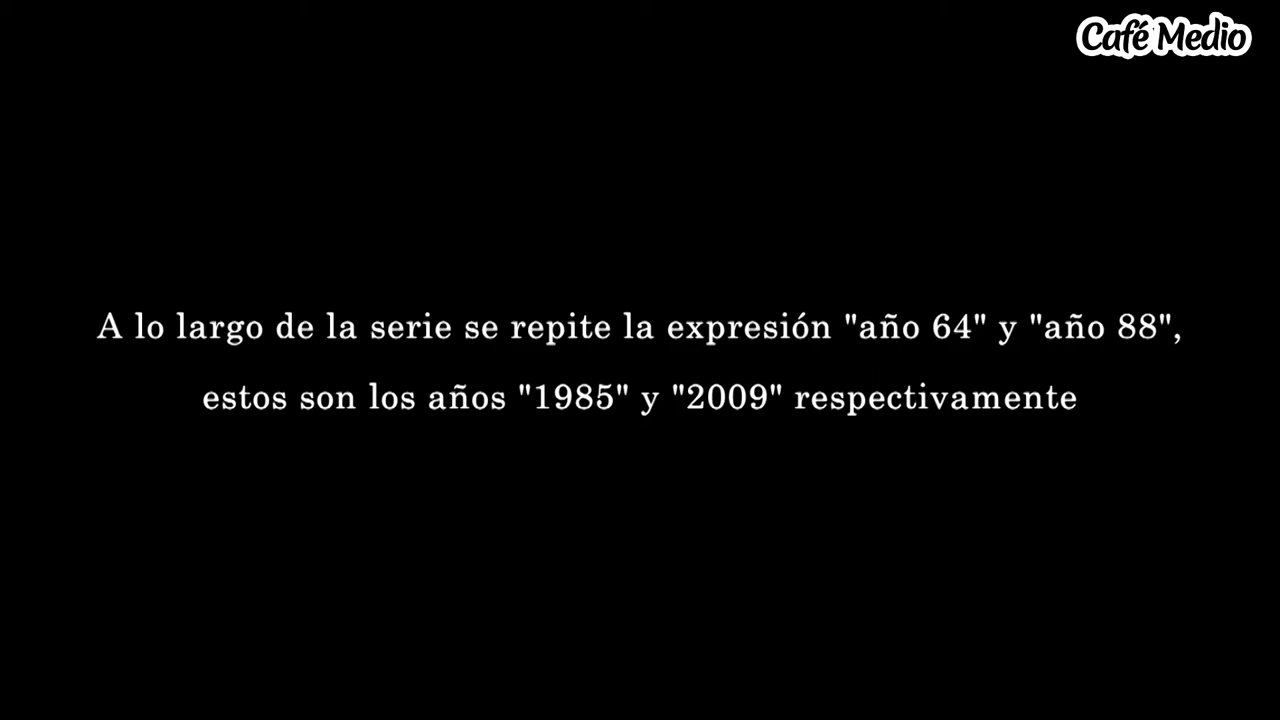 Café Medio
A lo largo de la serie se repite la expresión "año 64" y "año 88",
estos son los años "1985" y "2009" respectivamente